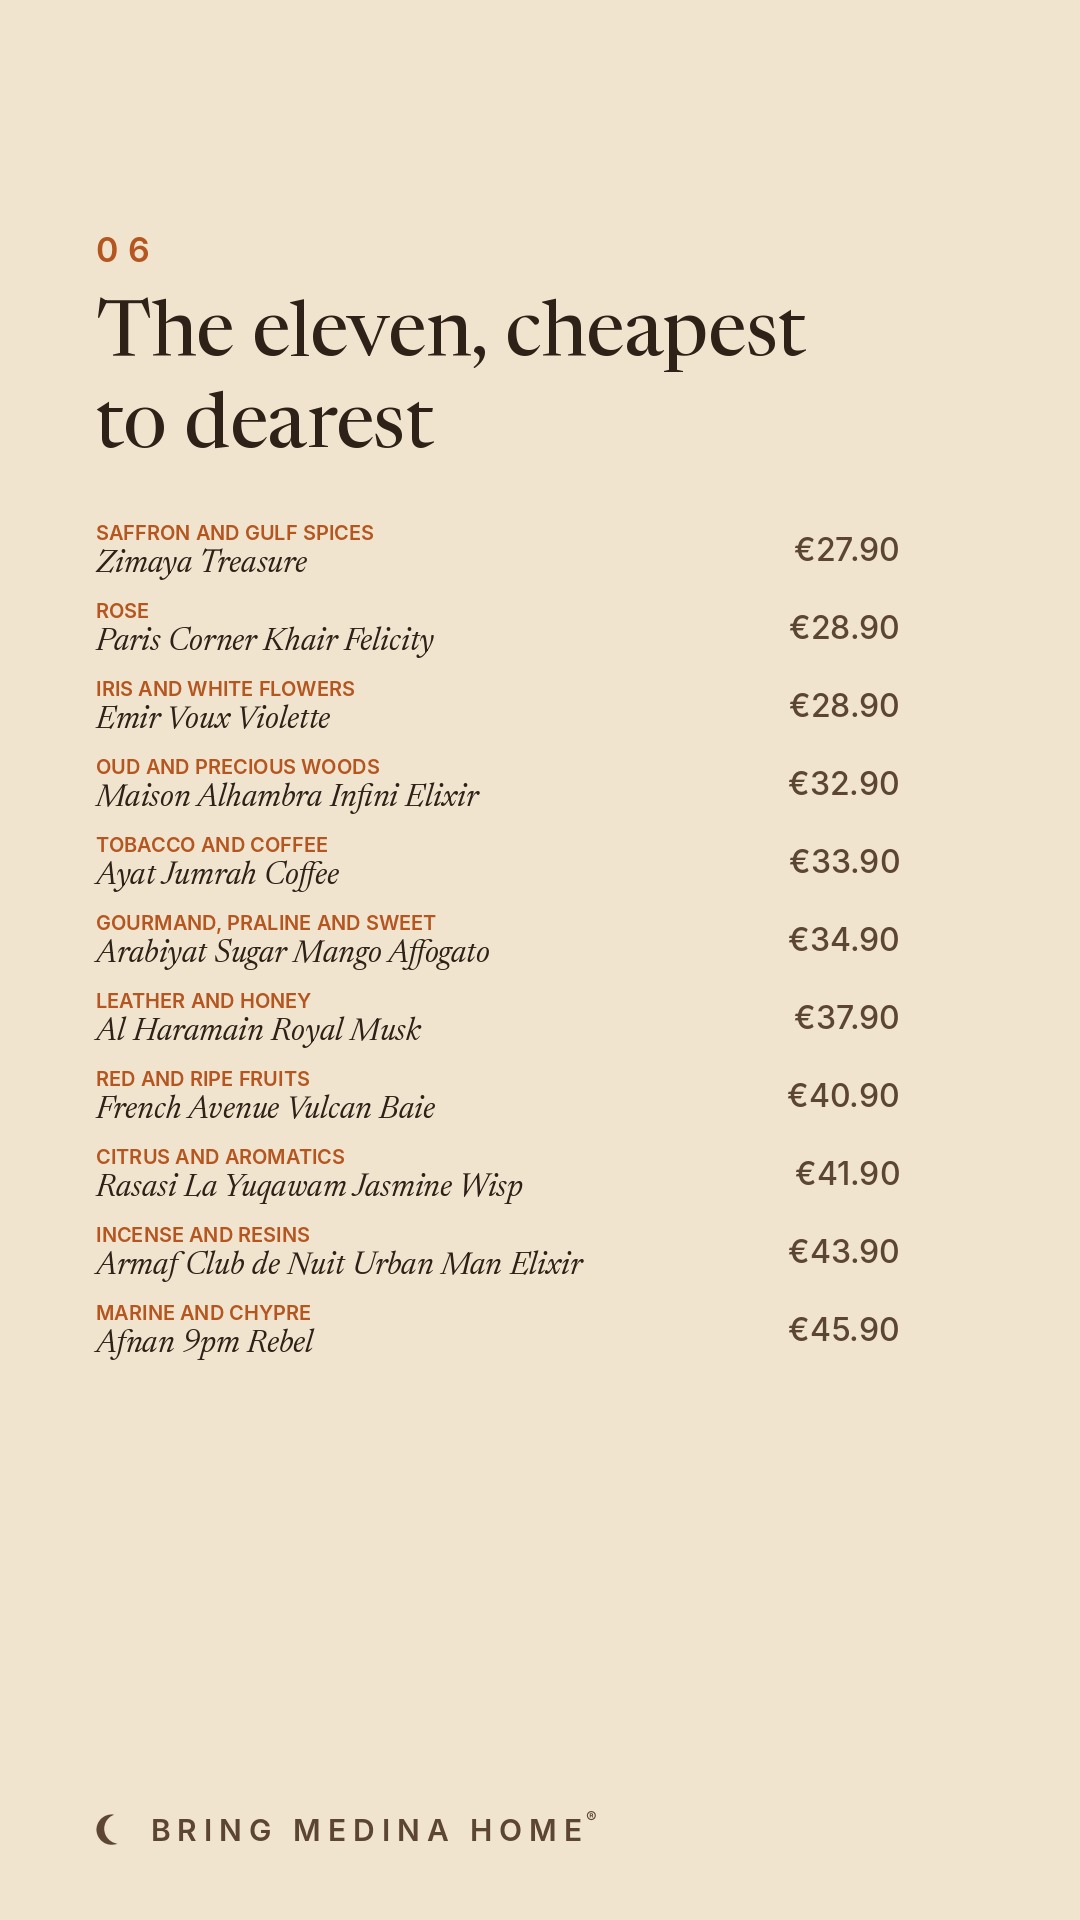 06
The eleven, cheapest
to dearest
SAFFRON AND GULF SPICES
Zimaya Treasure €27.90
ROSE
Paris Corner Khair Felicity €28.90
IRIS AND WHITE FLOWERS
Emir Voux Violette €28.90
OUD AND PRECIOUS WOODS
Maison Alhambra Infini Elixir €32.90
TOBACCO AND COFFEE
Ayat Jumrah Coffee €33.90
GOURMAND, PRALINE AND SWEET
Arabiyat Sugar Mango Affogato €34.90
LEATHER AND HONEY
Al Haramain Royal Musk €37.90
RED AND RIPE FRUITS
French Avenue Vulcan Baie €40.90
CITRUS AND AROMATICS
Rasasi La Yuqawam Jasmine Wisp €41.90
INCENSE AND RESINS
Armaf Club de Nuit Urban Man Elixir €43.90
MARINE AND CHYPRE
Afnan 9pm Rebel €45.90
BRING MEDINA HOME®